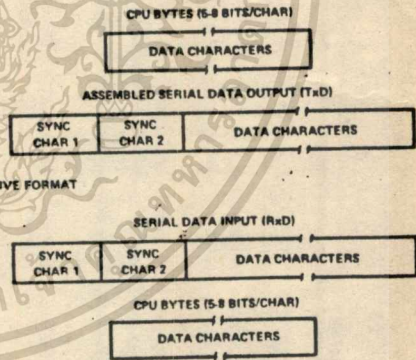 CPU BYTES (5-8 BITS/CHAR)
DATA CHARACTERS
ASSEMBLED SERIAL DATA OUTPUT (TxD)
SYNC CHAR 1
SYNC CHAR 2
DATA CHARACTERS
IVE FORMAT
SERIAL DATA INPUT (RxD)
SYNC CHAR 1
SYNC CHAR 2
DATA CHARACTERS
CPU BYTES (5-8 BITS/CHAR)
DATA CHARACTERS